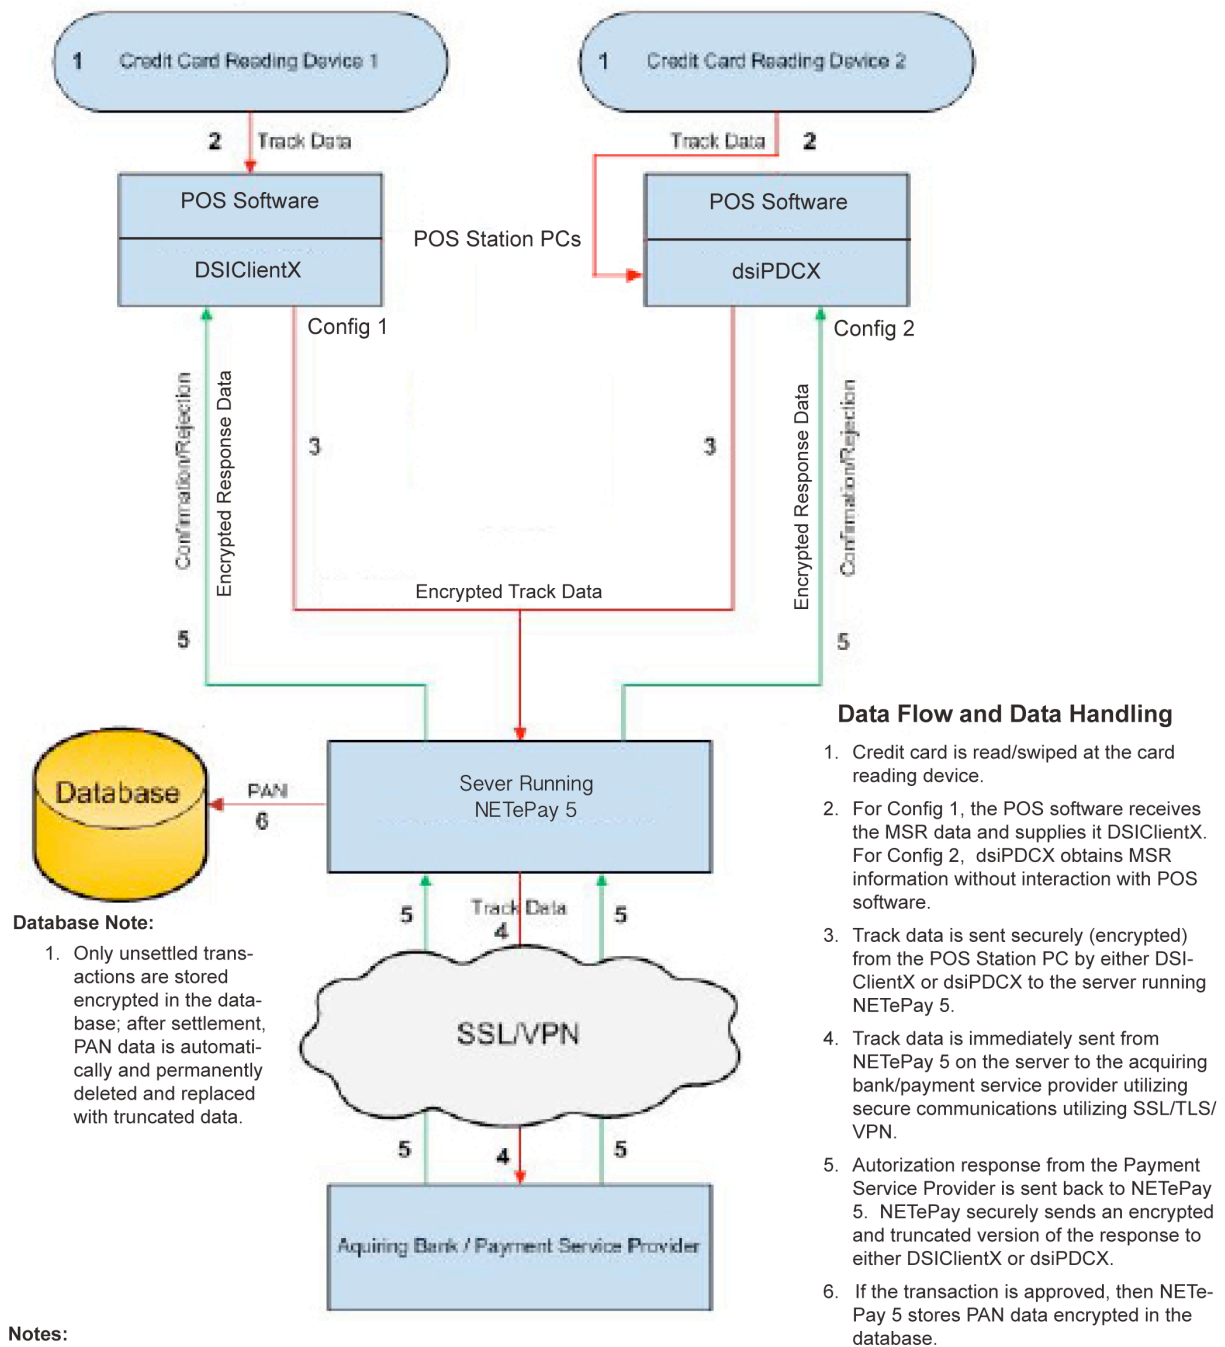 1 Credit Card Reading Device 1
1 Credit Card Reading Device 2
2 Track Data
Track Data 2
POS Software
DSIClientX
POS Station PCs
POS Software
dsiPDCX
Config 1
Config 2
Confirmation/Rejection
Encrypted Response Data
3
3
Encrypted Response Data
Confirmation/Rejection
Encrypted Track Data
5
5
Database
PAN
6
Sever Running
NETePay 5
5
Track Data
4
5
SSL/VPN
5
4
5
Aquiring Bank / Payment Service Provider
Database Note:
1. Only unsettled trans-
actions are stored
encrypted in the data-
base; after settlement,
PAN data is automati-
cally and permanently
deleted and replaced
with truncated data.
Notes:
Data Flow and Data Handling
1. Credit card is read/swiped at the card
reading device.
2. For Config 1, the POS software receives
the MSR data and supplies it DSIClientX.
For Config 2, dsiPDCX obtains MSR
information without interaction with POS
software.
3. Track data is sent securely (encrypted)
from the POS Station PC by either DSI-
ClientX or dsiPDCX to the server running
NETePay 5.
4. Track data is immediately sent from
NETePay 5 on the server to the acquiring
bank/payment service provider utilizing
secure communications utilizing SSL/TLS/
VPN.
5. Autorization response from the Payment
Service Provider is sent back to NETePay
5. NETePay securely sends an encrypted
and truncated version of the response to
either DSIClientX or dsiPDCX.
6. If the transaction is approved, then NETe-
Pay 5 stores PAN data encrypted in the
database.